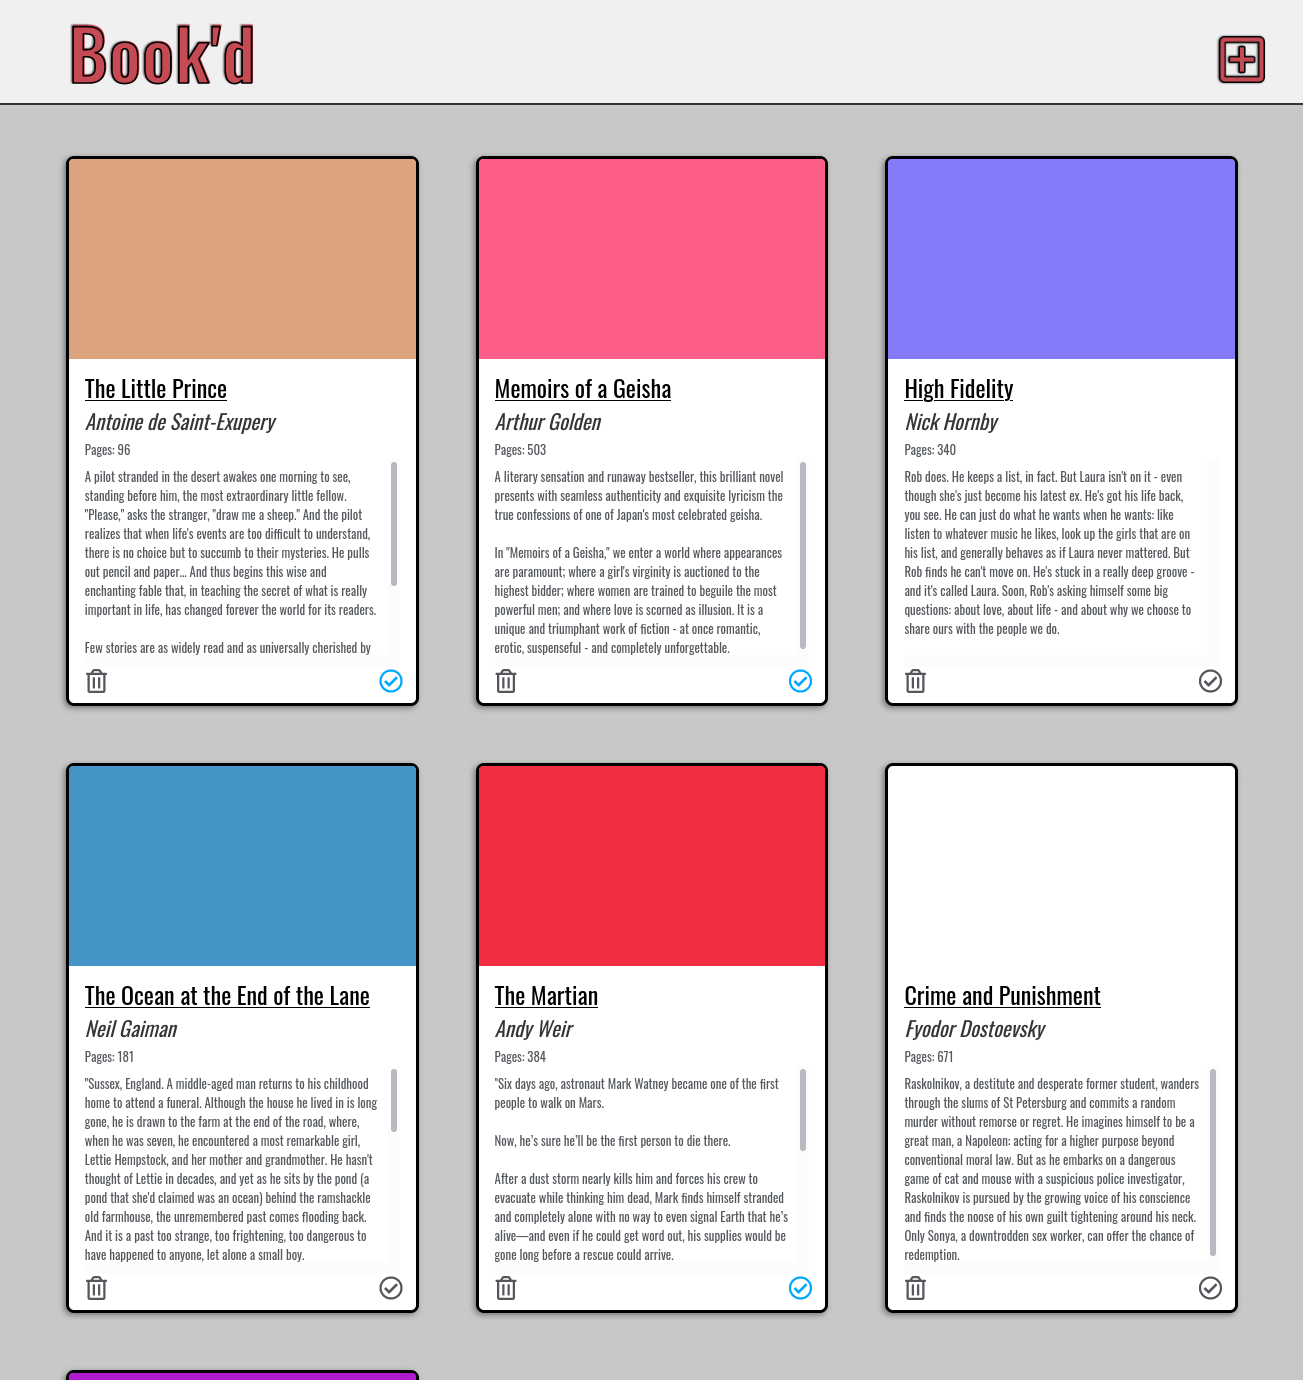 Book'd
The Little Prince
Antoine de Saint-Exupery
Pages: 96
A pilot stranded in the desert awakes one morning to see,
standing before him, the most extraordinary little fellow.
"Please," asks the stranger, "draw me a sheep." And the pilot
realizes that when life's events are too difficult to understand,
there is no choice but to succumb to their mysteries. He pulls
out pencil and paper... And thus begins this wise and
enchanting fable that, in teaching the secret of what is really
important in life, has changed forever the world for its readers.
Few stories are as widely read and as universally cherished by
Memoirs of a Geisha
Arthur Golden
Pages: 503
A literary sensation and runaway bestseller, this brilliant novel
presents with seamless authenticity and exquisite lyricism the
true confessions of one of Japan's most celebrated geisha.
In "Memoirs of a Geisha," we enter a world where appearances
are paramount; where a girl's virginity is auctioned to the
highest bidder; where women are trained to beguile the most
powerful men; and where love is scorned as illusion. It is a
unique and triumphant work of fiction - at once romantic,
erotic, suspenseful - and completely unforgettable.
High Fidelity
Nick Hornby
Pages: 340
Rob does. He keeps a list, in fact. But Laura isn't on it - even
though she's just become his latest ex. He's got his life back,
you see. He can just do what he wants when he wants: like
listen to whatever music he likes, look up the girls that are on
his list, and generally behaves as if Laura never mattered. But
Rob finds he can't move on. He's stuck in a really deep groove -
and it's called Laura. Soon, Rob's asking himself some big
questions: about love, about life - and about why we choose to
share ours with the people we do.
The Ocean at the End of the Lane
Neil Gaiman
Pages: 181
"Sussex, England. A middle-aged man returns to his childhood
home to attend a funeral. Although the house he lived in is long
gone, he is drawn to the farm at the end of the road, where,
when he was seven, he encountered a most remarkable girl,
Lettie Hempstock, and her mother and grandmother. He hasn't
thought of Lettie in decades, and yet as he sits by the pond (a
pond that she'd claimed was an ocean) behind the ramshackle
old farmhouse, the unremembered past comes flooding back.
And it is a past too strange, too frightening, too dangerous to
have happened to anyone, let alone a small boy.
The Martian
Andy Weir
Pages: 384
"Six days ago, astronaut Mark Watney became one of the first
people to walk on Mars.
Now, he’s sure he’ll be the first person to die there.
After a dust storm nearly kills him and forces his crew to
evacuate while thinking him dead, Mark finds himself stranded
and completely alone with no way to even signal Earth that he’s
alive—and even if he could get word out, his supplies would be
gone long before a rescue could arrive.
Crime and Punishment
Fyodor Dostoevsky
Pages: 671
Raskolnikov, a destitute and desperate former student, wanders
through the slums of St Petersburg and commits a random
murder without remorse or regret. He imagines himself to be a
great man, a Napoleon: acting for a higher purpose beyond
conventional moral law. But as he embarks on a dangerous
game of cat and mouse with a suspicious police investigator,
Raskolnikov is pursued by the growing voice of his conscience
and finds the noose of his own guilt tightening around his neck.
Only Sonya, a downtrodden sex worker, can offer the chance of
redemption.